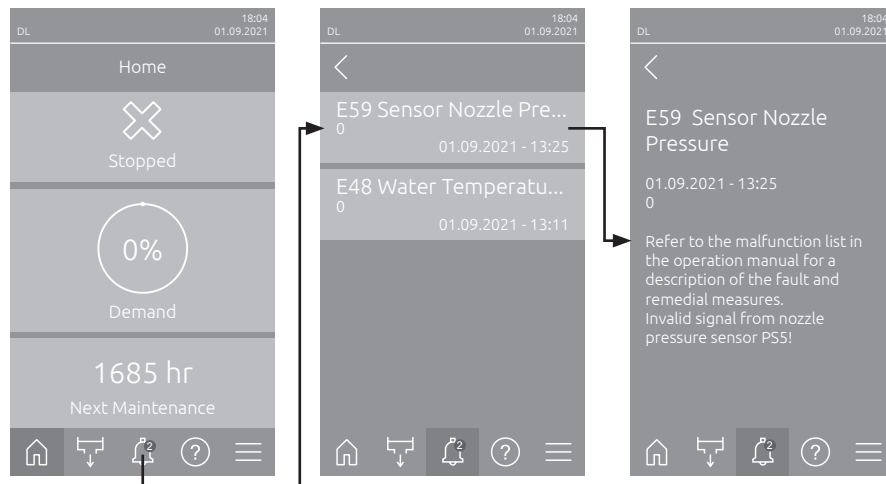 18:04
DL 01.09.2021
Home
Stopped
0%
Demand
1685 hr
Next Maintenance
2
?
18:04
DL 01.09.2021
E59 Sensor Nozzle Pre...
0
01.09.2021 - 13:25
E48 Water Temperatu...
0
01.09.2021 - 13:11
2
?
18:04
DL 01.09.2021
E59 Sensor Nozzle
Pressure
01.09.2021 - 13:25
0
Refer to the malfunction list in
the operation manual for a
description of the fault and
remedial measures.
Invalid signal from nozzle
pressure sensor PS5!
2
?